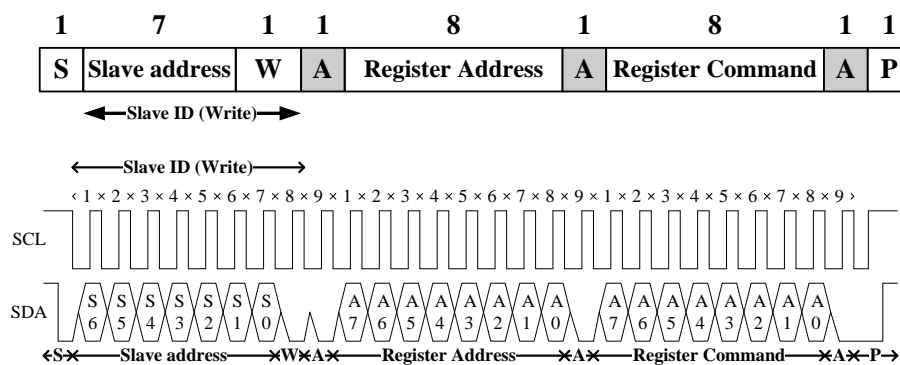 1 7 1 1 8 1 8 1 1
S Slave address W A Register Address A Register Command A P
Slave ID (Write)
Slave ID (Write)
‹ 1 × 2 × 3 × 4 × 5 × 6 × 7 × 8 × 9 × 1 × 2 × 3 × 4 × 5 × 6 × 7 × 8 × 9 × 1 × 2 × 3 × 4 × 5 × 6 × 7 × 8 × 9 ›
SCL
SDA S6 S5 S4 S3 S2 S1 S0 A7 A6 A5 A4 A3 A2 A1 A0 A7 A6 A5 A4 A3 A2 A1 A0
S Slave address W A Register Address A Register Command A P